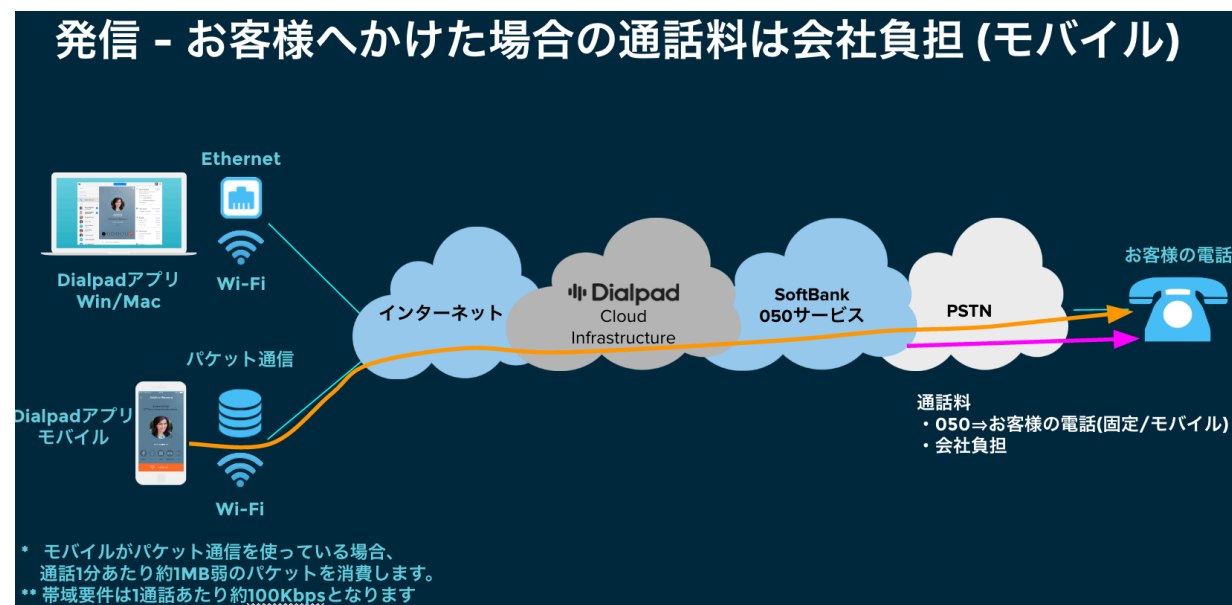 発信 - お客様へかけた場合の通話料は会社負担 (モバイル)
Ethernet
Wi-Fi
Dialpadアプリ
Win/Mac
パケット通信
Dialpadアプリ
モバイル
Wi-Fi
インターネット
Dialpad
Cloud
Infrastructure
SoftBank
050サービス
PSTN
お客様の電話
通話料
・050⇒お客様の電話(固定/モバイル)
・会社負担
* モバイルがパケット通信を使っている場合、
通話1分あたり約1MB弱のパケットを消費します。
** 帯域要件は1通話あたり約100Kbpsとなります